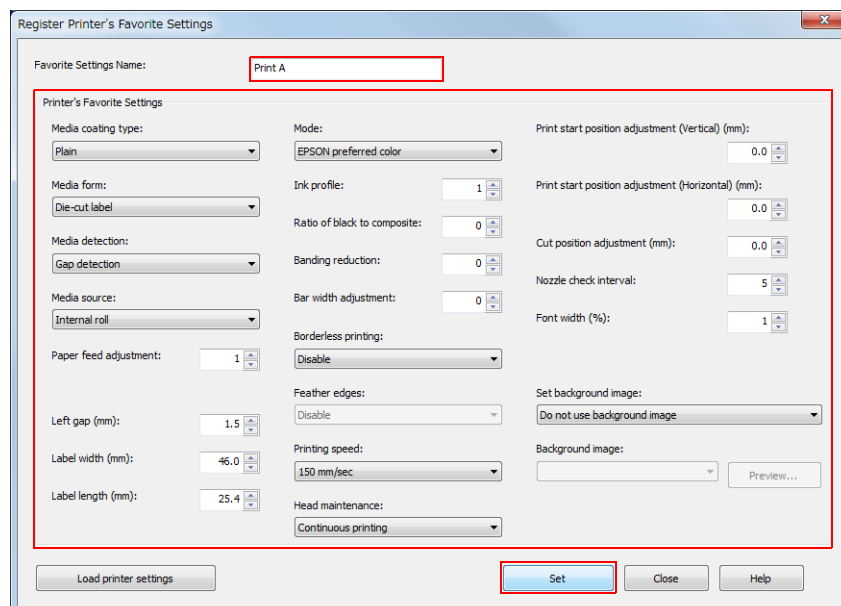 Register Printer's Favorite Settings
Favorite Settings Name:
Print A
Printer's Favorite Settings
Media coating type:
Plain
Media form:
Die-cut label
Media detection:
Gap detection
Media source:
Internal roll
Paper feed adjustment:
1
Left gap (mm):
1.5
Label width (mm):
46.0
Label length (mm):
25.4
Mode:
EPSON preferred color
Ink profile:
1
Ratio of black to composite:
0
Banding reduction:
0
Bar width adjustment:
0
Borderless printing:
Disable
Feather edges:
Disable
Printing speed:
150 mm/sec
Head maintenance:
Continuous printing
Print start position adjustment (Vertical) (mm):
0.0
Print start position adjustment (Horizontal) (mm):
0.0
Cut position adjustment (mm):
0.0
Nozzle check interval:
5
Font width (%):
1
Set background image:
Do not use background image
Background image:
Preview...
Load printer settings
Set
Close
Help